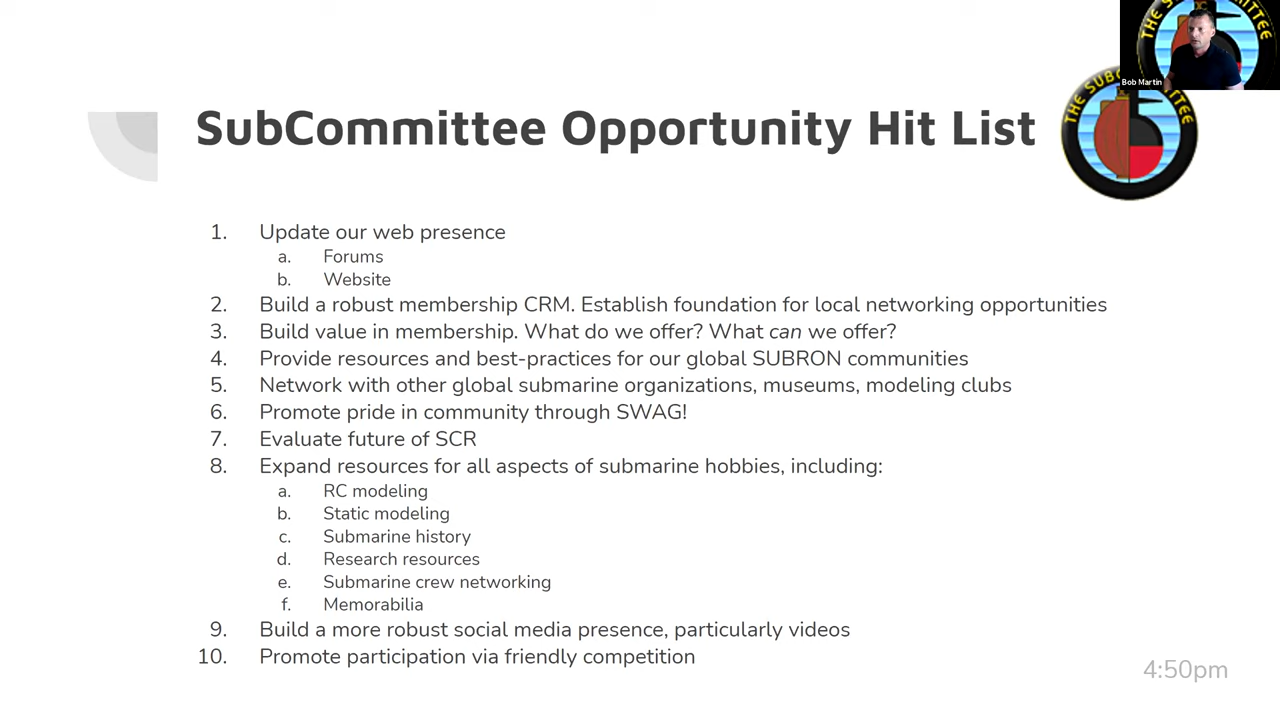 THE SUBCOMMITTEE
Bob Martin
SubCommittee Opportunity Hit List
1. Update our web presence
a. Forums
b. Website
2. Build a robust membership CRM. Establish foundation for local networking opportunities
3. Build value in membership. What do we offer? What can we offer?
4. Provide resources and best-practices for our global SUBRON communities
5. Network with other global submarine organizations, museums, modeling clubs
6. Promote pride in community through SWAG!
7. Evaluate future of SCR
8. Expand resources for all aspects of submarine hobbies, including:
a. RC modeling
b. Static modeling
c. Submarine history
d. Research resources
e. Submarine crew networking
f. Memorabilia
9. Build a more robust social media presence, particularly videos
10. Promote participation via friendly competition
4:50pm